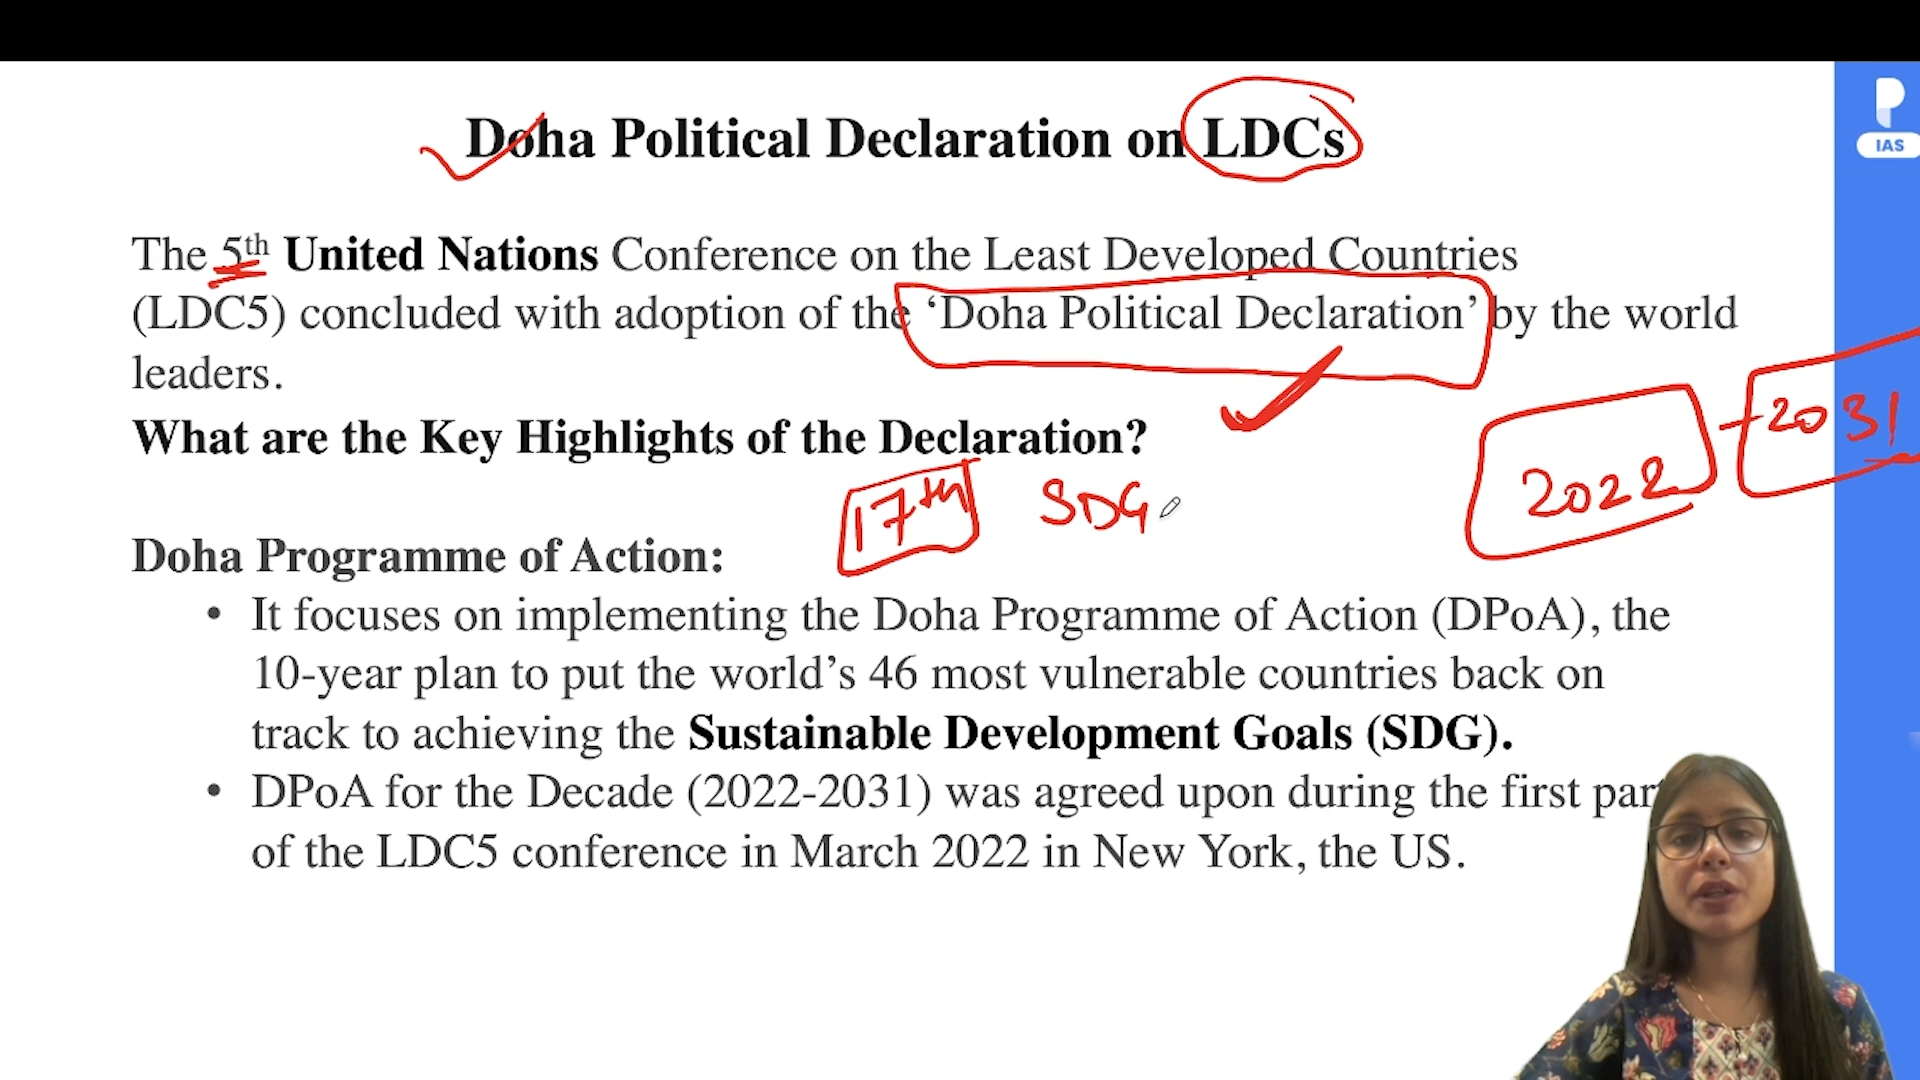 Doha Political Declaration on LDCs
IAS
The 5th United Nations Conference on the Least Developed Countries
(LDC5) concluded with adoption of the ‘Doha Political Declaration’ by the world
leaders.
What are the Key Highlights of the Declaration?
2022 - 2031
17th SDG
Doha Programme of Action:
• It focuses on implementing the Doha Programme of Action (DPoA), the
10-year plan to put the world’s 46 most vulnerable countries back on
track to achieving the Sustainable Development Goals (SDG).
• DPoA for the Decade (2022-2031) was agreed upon during the first par
of the LDC5 conference in March 2022 in New York, the US.